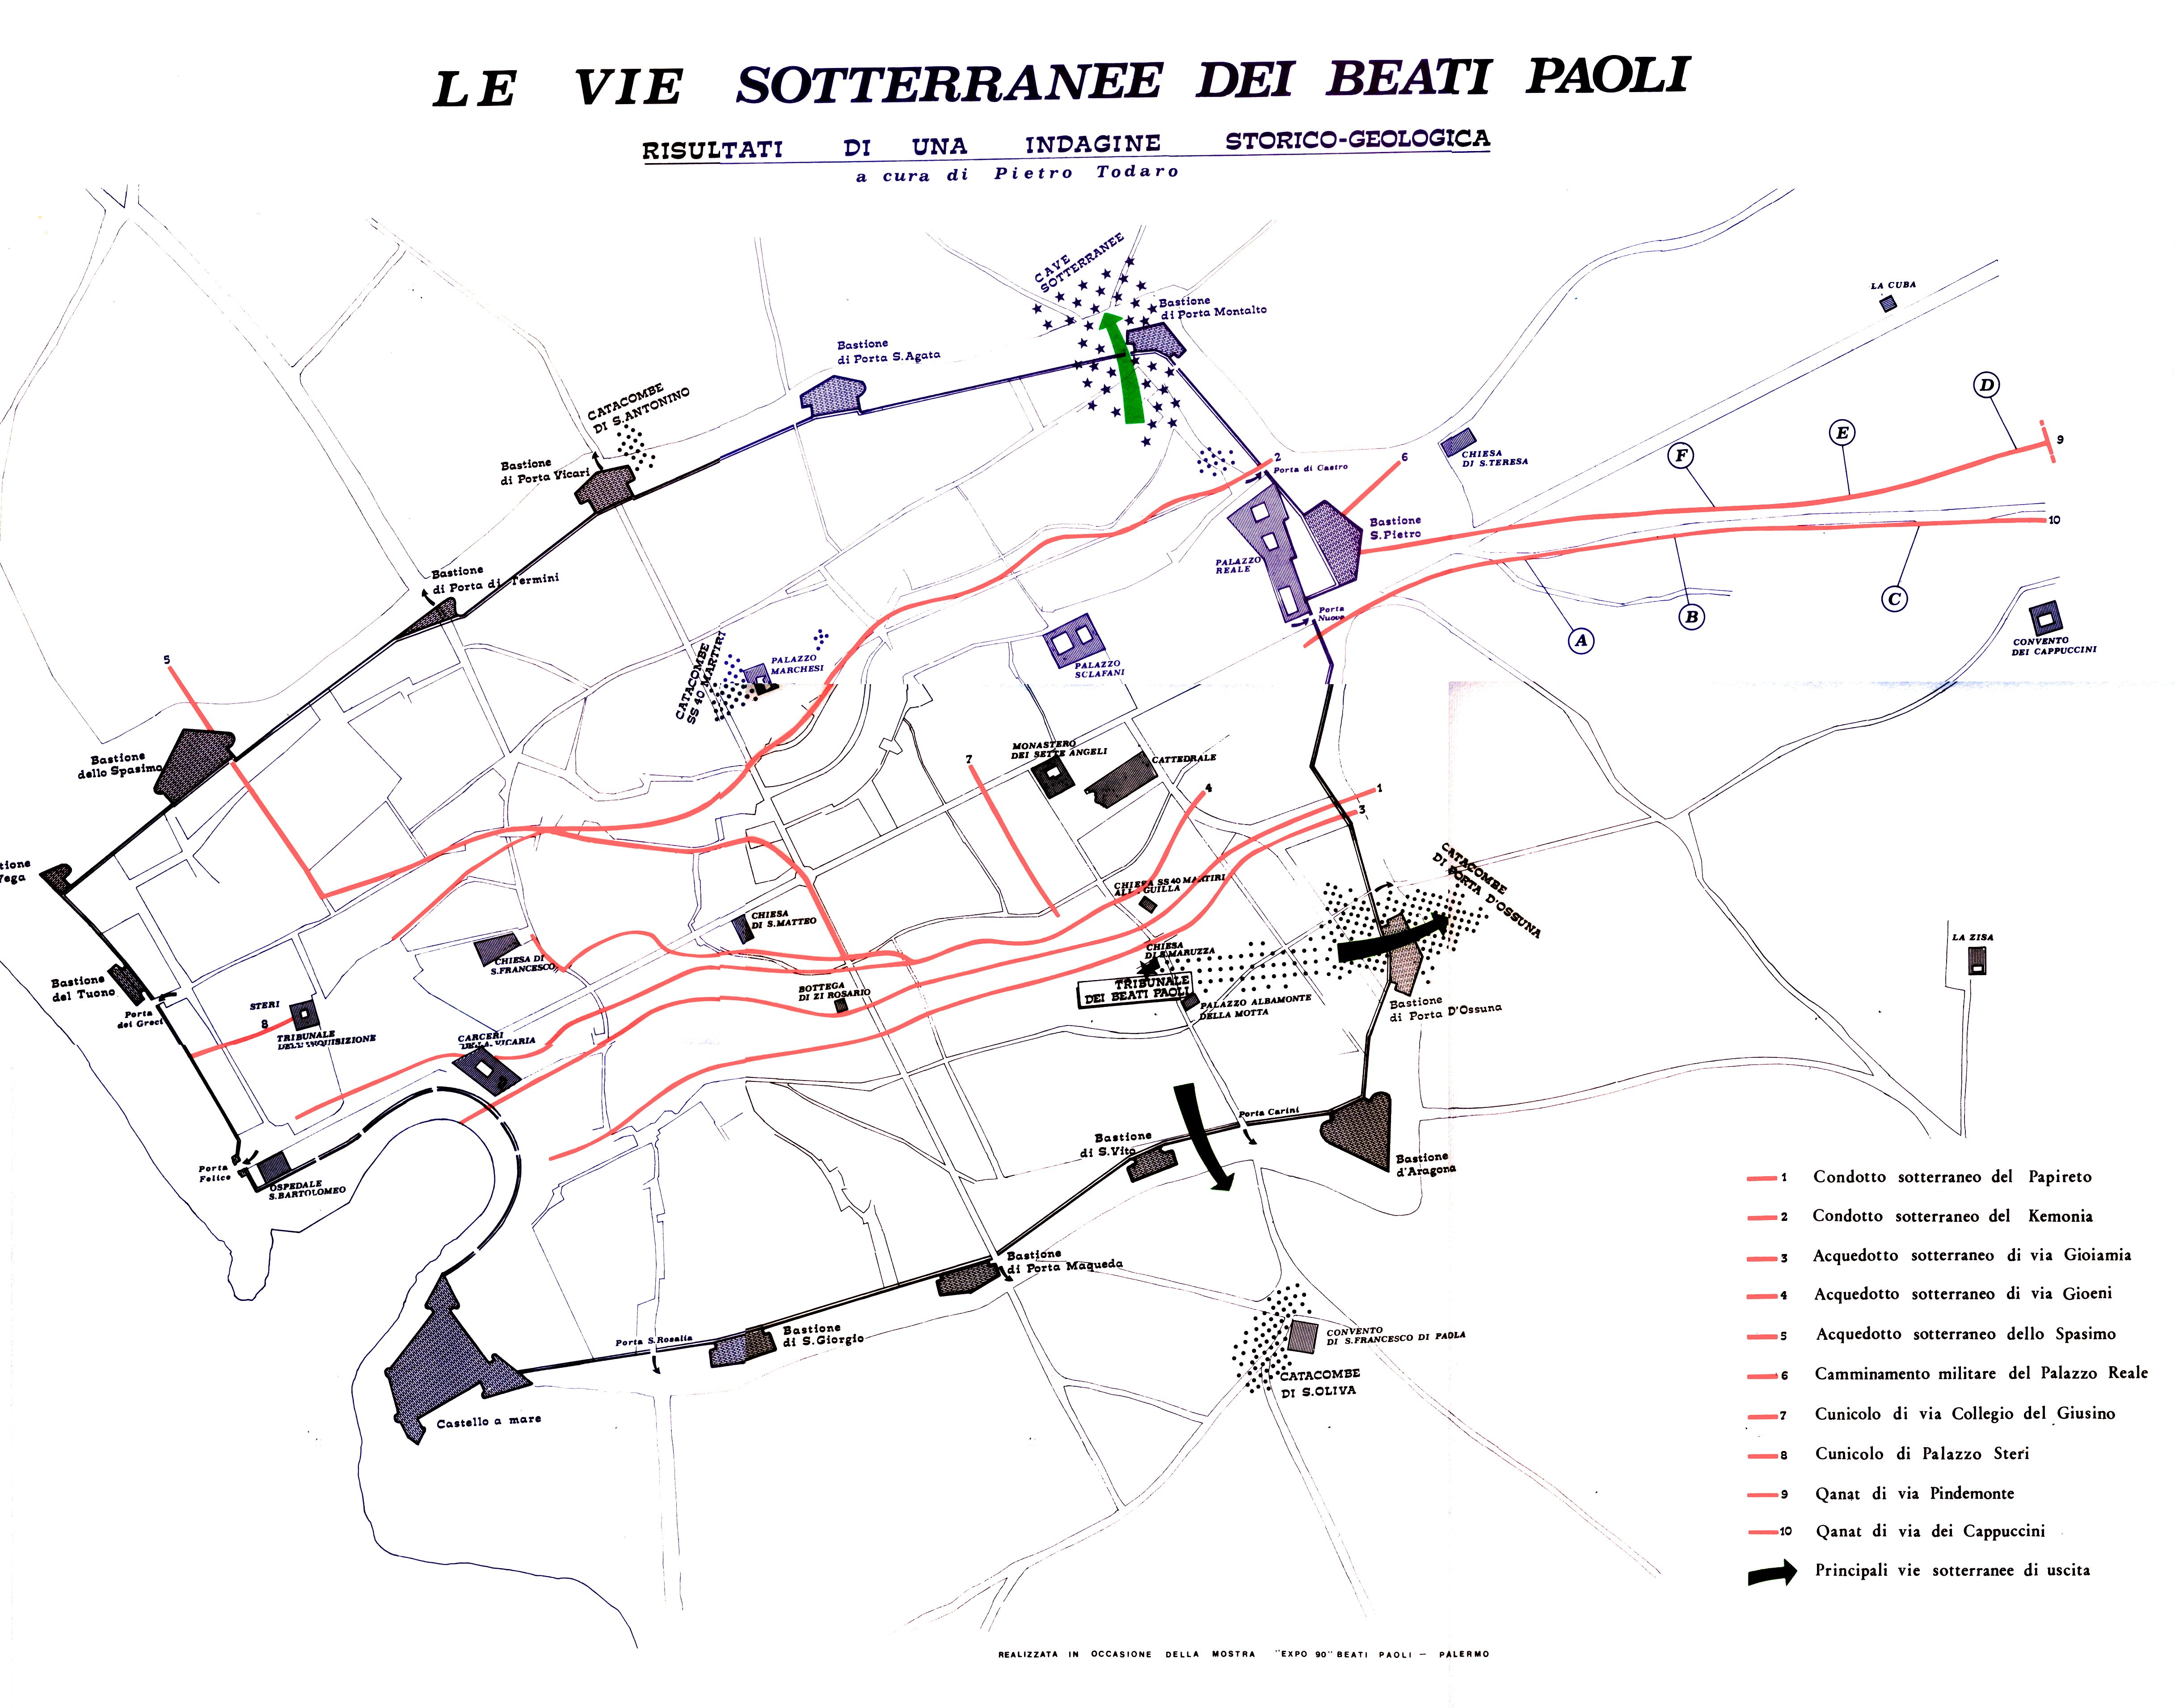 LE VIE SOTTERRANEE DEI BEATI PAOLI
RISULTATI DI UNA INDAGINE STORICO-GEOLOGICA
a cura di Pietro Todaro
CAVE
SOTTERRANEE
Bastione
di Porta Montalto
LA CUBA
Bastione
di Porta S.Agata
CATACOMBE
DI S.ANTONINO
Bastione
di Porta Vicari
D
E
F
9
2
Porta di Castro
6
CHIESA
DI S.TERESA
Bastione
S.Pietro
10
PALAZZO
REALE
Bastione
di Porta di Termini
Porta
Nuova
A
B
C
CONVENTO
DEI CAPPUCCINI
5
CATACOMBE
SS 40 MARTIRI
PALAZZO
MARCHESI
PALAZZO
SCLAFANI
Bastione
dello Spasimo
7
MONASTERO
DEI SETTE ANGELI
CATTEDRALE
4
1
3
tione
Vega
CATACOMBE
DI PORTA D'OSSUNA
CHIESA SS 40 MARTIRI
ALLA GUILLA
CHIESA
DI S.MATTEO
CHIESA DI
S.FRANCESCO
CHIESA
DI S.MARUZZA
TRIBUNALE
DEI BEATI PAOLI
LA ZISA
Bastione
del Tuono
Porta
dei Greci
STERI
8
TRIBUNALE
DELL'INQUISIZIONE
BOTTEGA
DI ZI ROSARIO
PALAZZO ALBAMONTE
DELLA MOTTA
Bastione
di Porta D'Ossuna
CARCERI
DELLA VICARIA
Porta Carini
Bastione
di S.Vito
Bastione
d'Aragona
Porta
Felice
OSPEDALE
S.BARTOLOMEO
Bastione
di Porta Maqueda
Porta S.Rosalia
Bastione
di S.Giorgio
CONVENTO
DI S.FRANCESCO DI PAOLA
CATACOMBE
DI S.OLIVA
Castello a mare
1 Condotto sotterraneo del Papireto
2 Condotto sotterraneo del Kemonia
3 Acquedotto sotterraneo di via Gioiamia
4 Acquedotto sotterraneo di via Gioeni
5 Acquedotto sotterraneo dello Spasimo
6 Camminamento militare del Palazzo Reale
7 Cunicolo di via Collegio del Giusino
8 Cunicolo di Palazzo Steri
9 Qanat di via Pindemonte
10 Qanat di via dei Cappuccini
Principali vie sotterranee di uscita
REALIZZATA IN OCCASIONE DELLA MOSTRA "EXPO 90" BEATI PAOLI — PALERMO